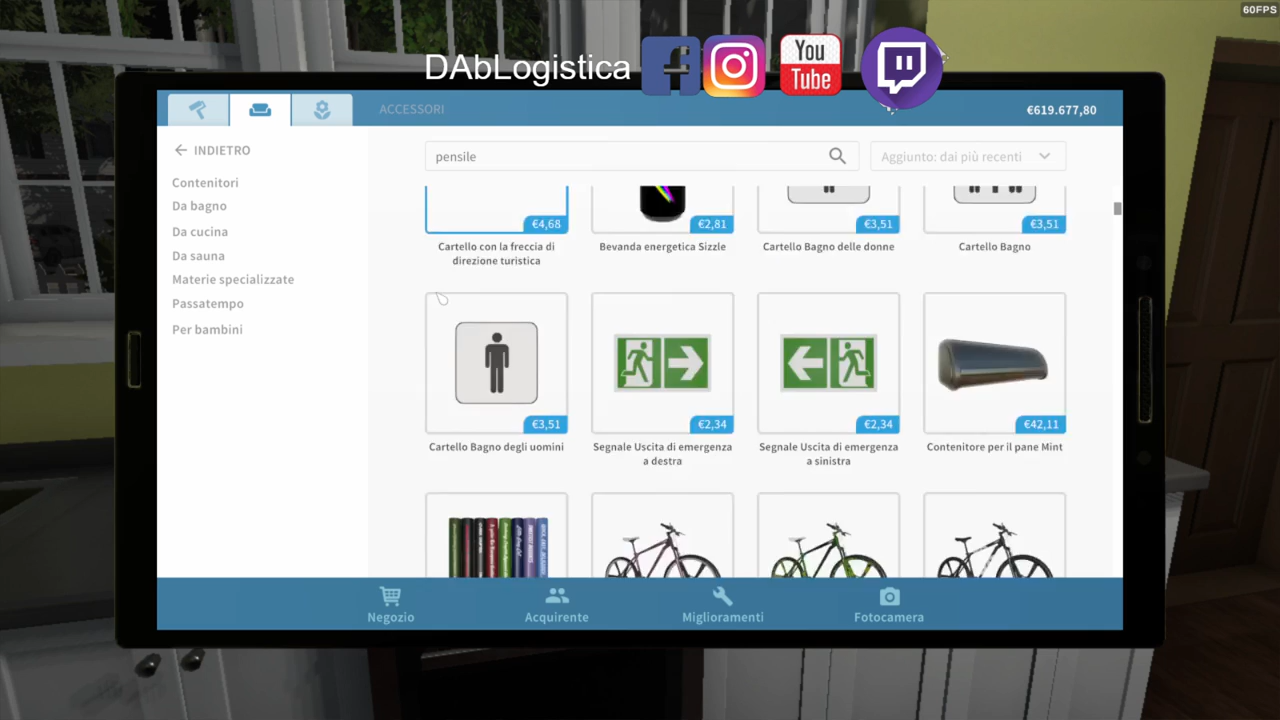 60FPS
DAbLogistica
You
Tube
ACCESSORI
€619.677,80
INDIETRO
pensile
Aggiunto: dai più recenti
Contenitori
Da bagno
Da cucina
Da sauna
Materie specializzate
Passatempo
Per bambini
€4,68
€2,81
€3,51
€3,51
Cartello con la freccia di
direzione turistica
Bevanda energetica Sizzle
Cartello Bagno delle donne
Cartello Bagno
€3,51
€2,34
€2,34
€42,11
Cartello Bagno degli uomini
Segnale Uscita di emergenza
a destra
Segnale Uscita di emergenza
a sinistra
Contenitore per il pane Mint
Negozio
Acquirente
Miglioramenti
Fotocamera